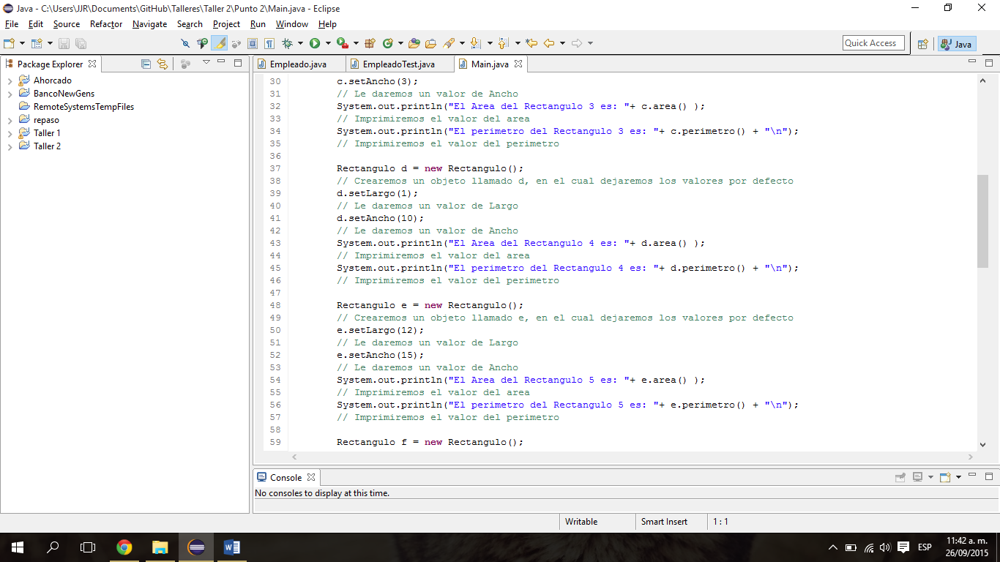 Java - C:\Users\JJR\Documents\GitHub\Talleres\Taller 2\Punto 2\Main.java - Eclipse
File Edit Source Refactor Navigate Search Project Run Window Help
Quick Access
Java
Package Explorer
Ahorcado
BancoNewGens
RemoteSystemsTempFiles
repaso
Taller 1
Taller 2
Empleado.java EmpleadoTest.java Main.java
30 c.setAncho(3);
31 // Le daremos un valor de Ancho
32 System.out.println("El Area del Rectangulo 3 es: "+ c.area() );
33 // Imprimiremos el valor del area
34 System.out.println("El perimetro del Rectangulo 3 es: "+ c.perimetro() + "\n");
35 // Imprimiremos el valor del perimetro
36
37 Rectangulo d = new Rectangulo();
38 // Crearemos un objeto llamado d, en el cual dejaremos los valores por defecto
39 d.setLargo(1);
40 // Le daremos un valor de Largo
41 d.setAncho(10);
42 // Le daremos un valor de Ancho
43 System.out.println("El Area del Rectangulo 4 es: "+ d.area() );
44 // Imprimiremos el valor del area
45 System.out.println("El perimetro del Rectangulo 4 es: "+ d.perimetro() + "\n");
46 // Imprimiremos el valor del perimetro
47
48 Rectangulo e = new Rectangulo();
49 // Crearemos un objeto llamado e, en el cual dejaremos los valores por defecto
50 e.setLargo(12);
51 // Le daremos un valor de Largo
52 e.setAncho(15);
53 // Le daremos un valor de Ancho
54 System.out.println("El Area del Rectangulo 5 es: "+ e.area() );
55 // Imprimiremos el valor del area
56 System.out.println("El perimetro del Rectangulo 5 es: "+ e.perimetro() + "\n");
57 // Imprimiremos el valor del perimetro
58
59 Rectangulo f = new Rectangulo();
Console
No consoles to display at this time.
Writable Smart Insert 1 : 1
ESP
11:42 a. m.
26/09/2015